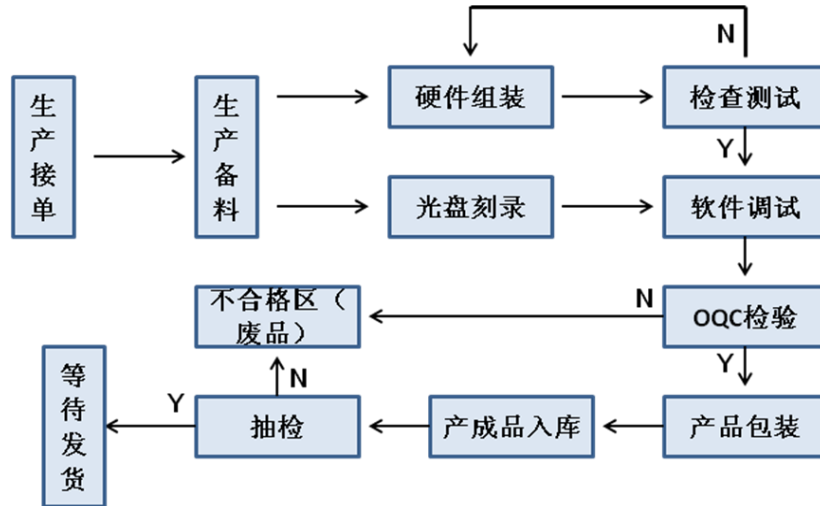 N
生产接单
生产备料
硬件组装
检查测试
Y
光盘刻录
软件调试
不合格区（
废品）
N
OQC检验
Y
等待发货
Y
N
抽检
产成品入库
产品包装